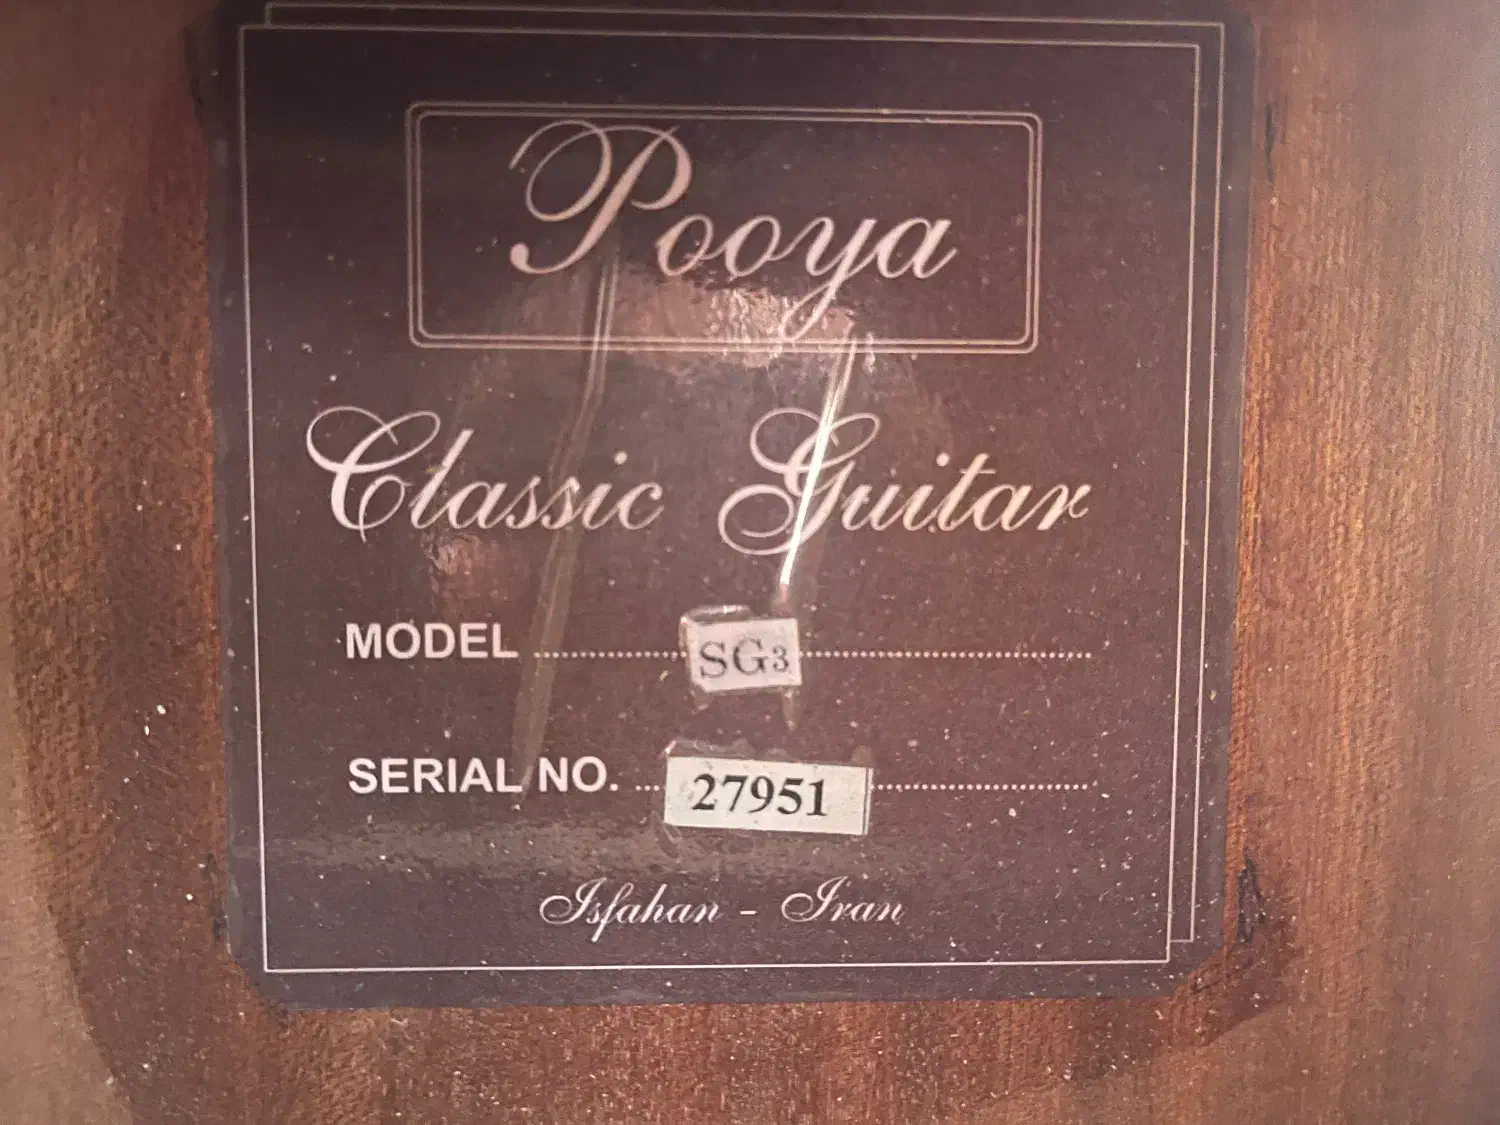 Pooya
Classic Guitar
MODEL ........................SG3................................................
SERIAL NO. ....27951....................................
Isfahan - Iran